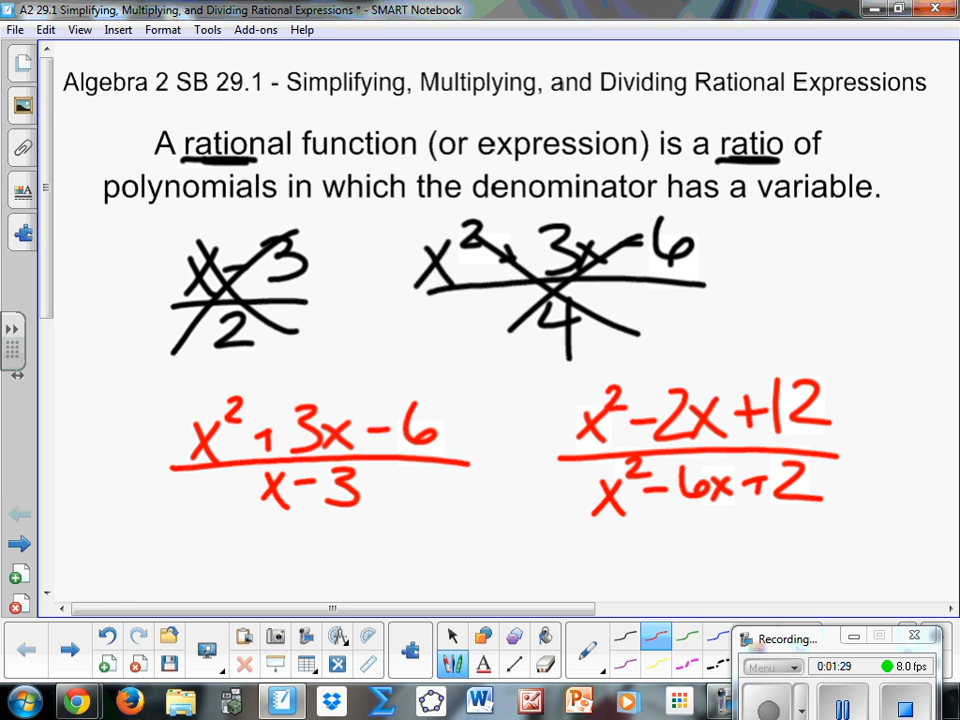 A2 29.1 Simplifying, Multiplying, and Dividing Rational Expressions * - SMART Notebook
File Edit View Insert Format Tools Add-ons Help
Algebra 2 SB 29.1 - Simplifying, Multiplying, and Dividing Rational Expressions
A rational function (or expression) is a ratio of
polynomials in which the denominator has a variable.
x - 3
2
x² + 3x - 6
4
x² + 3x - 6
x - 3
x² - 2x + 12
x² - 6x + 2
Recording...
Menu 0:01:29 8.0 fps